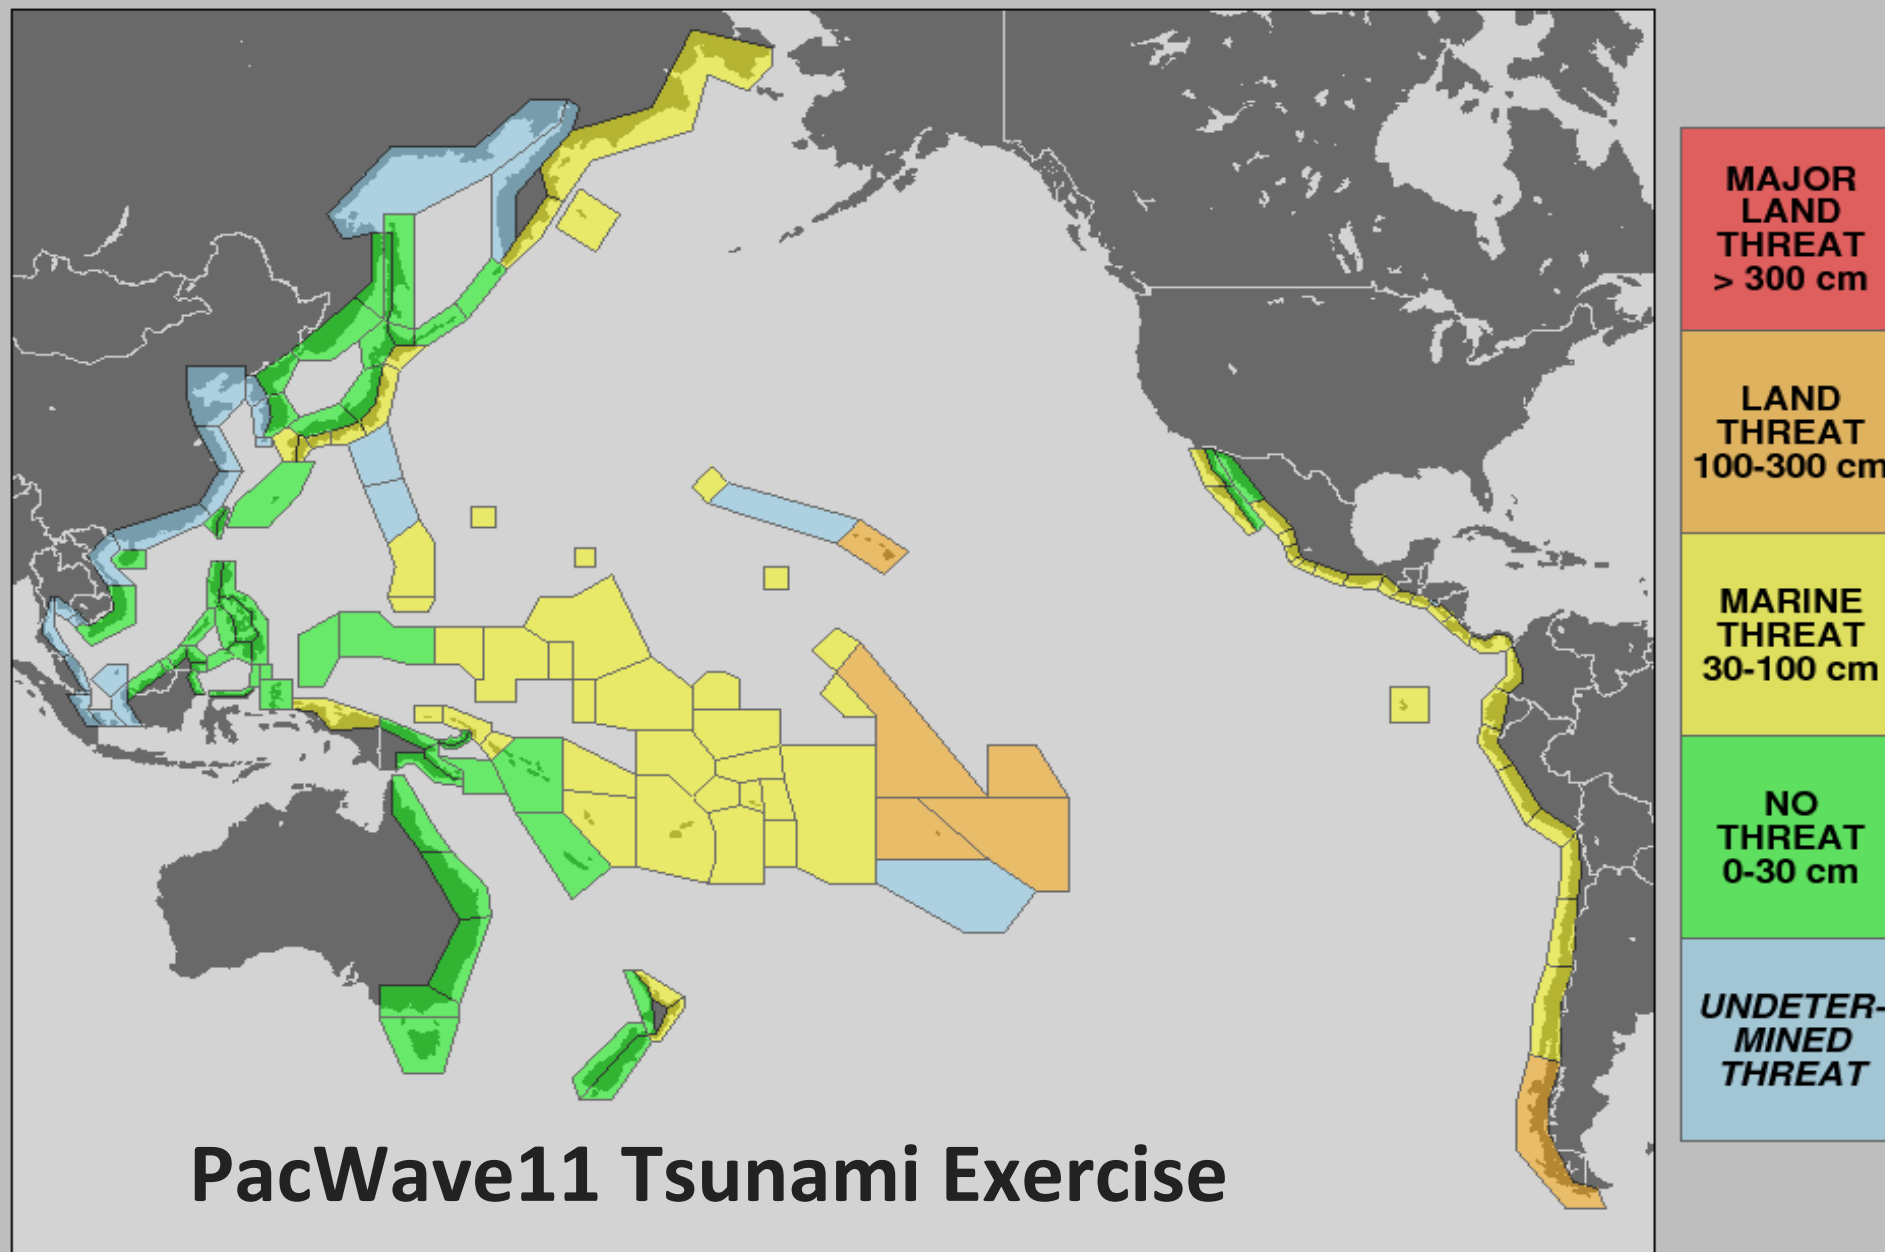 MAJOR
LAND
THREAT
> 300 cm
LAND
THREAT
100-300 cm
MARINE
THREAT
30-100 cm
NO
THREAT
0-30 cm
UNDETER-
MINED
THREAT
PacWave11 Tsunami Exercise